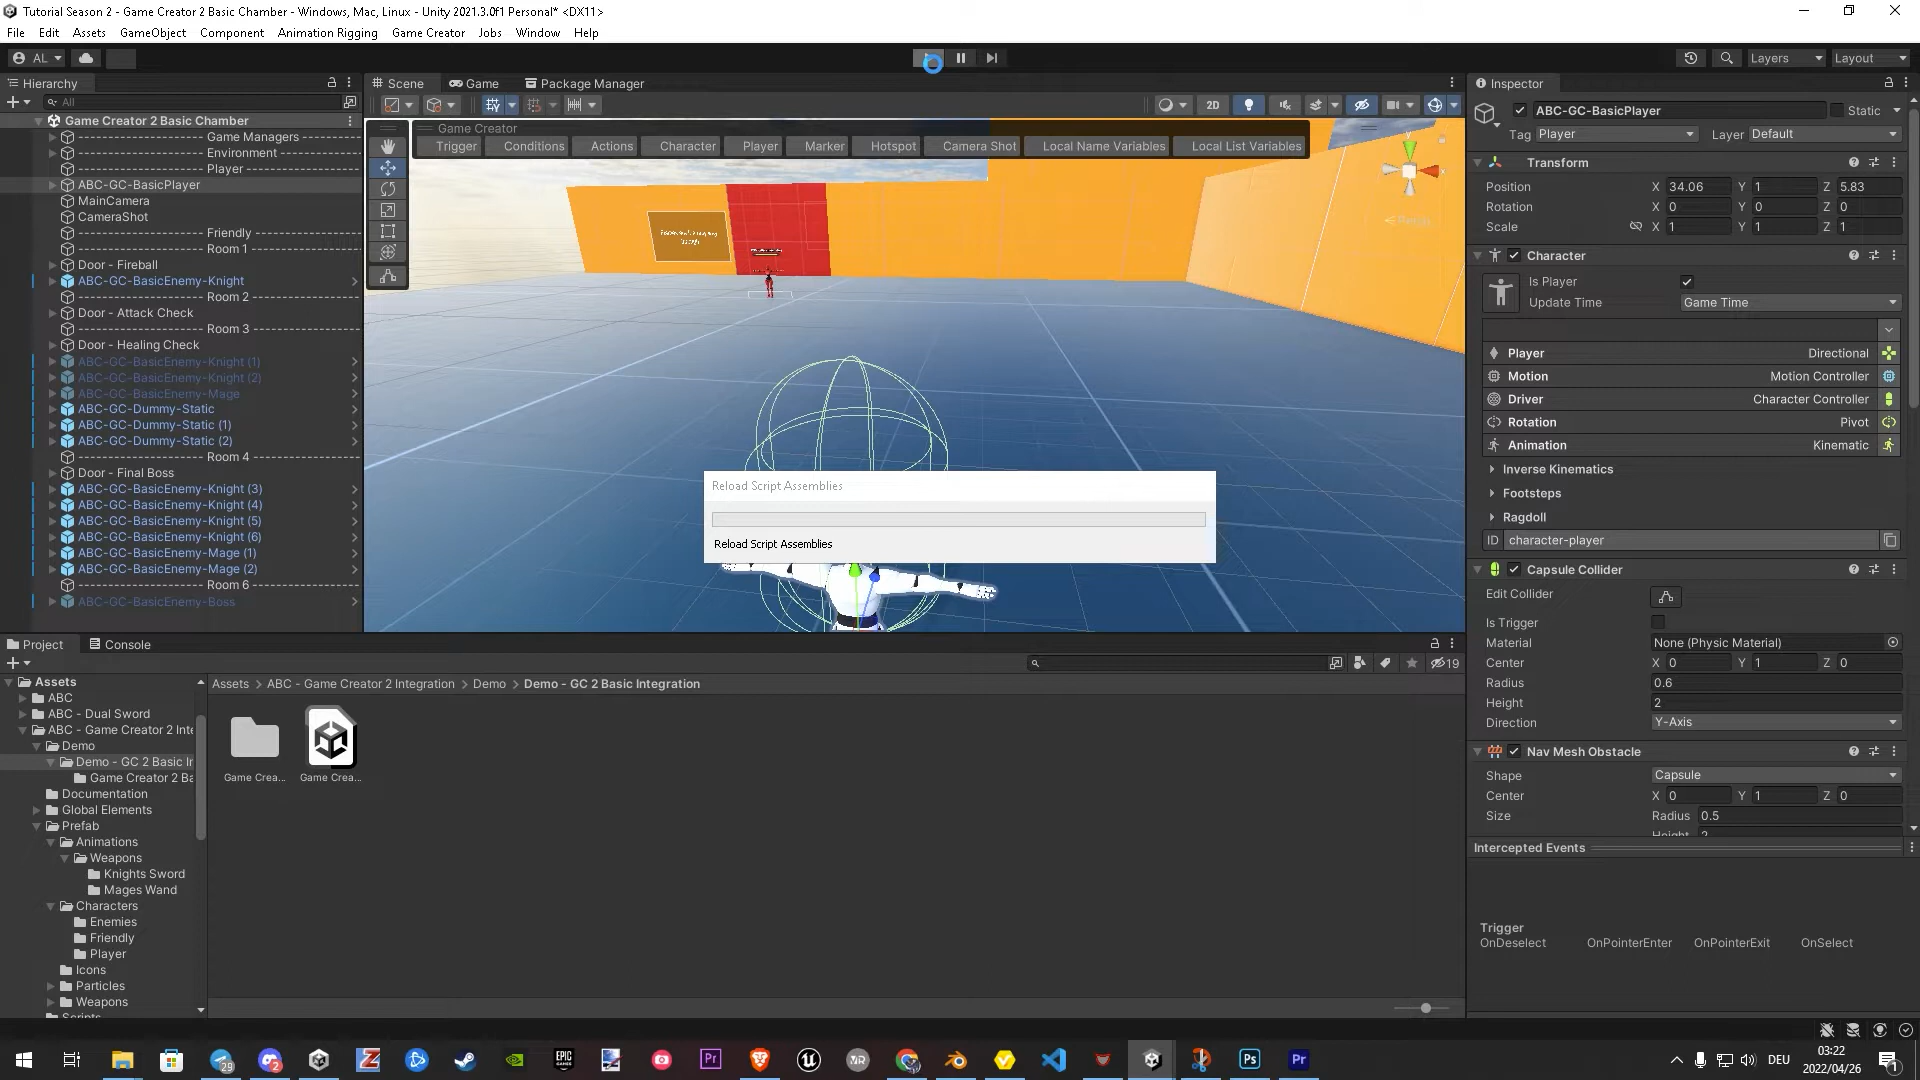 Tutorial Season 2 - Game Creator 2 Basic Chamber - Windows, Mac, Linux - Unity 2021.3.0f1 Personal* <DX11>
File Edit Assets GameObject Component Animation Rigging Game Creator Jobs Window Help
AL Layers Layout
Hierarchy
All
Game Creator 2 Basic Chamber
-------------------- Game Managers ----------
-------------------- Environment ----------------
-------------------- Player ----------------------
ABC-GC-BasicPlayer
MainCamera
CameraShot
-------------------- Friendly --------------------
-------------------- Room 1 --------------------
Door - Fireball
ABC-GC-BasicEnemy-Knight
-------------------- Room 2 --------------------
Door - Attack Check
-------------------- Room 3 --------------------
Door - Healing Check
ABC-GC-BasicEnemy-Knight (1)
ABC-GC-BasicEnemy-Knight (2)
ABC-GC-BasicEnemy-Mage
ABC-GC-Dummy-Static
ABC-GC-Dummy-Static (1)
ABC-GC-Dummy-Static (2)
-------------------- Room 4 --------------------
Door - Final Boss
ABC-GC-BasicEnemy-Knight (3)
ABC-GC-BasicEnemy-Knight (4)
ABC-GC-BasicEnemy-Knight (5)
ABC-GC-BasicEnemy-Knight (6)
ABC-GC-BasicEnemy-Mage (1)
ABC-GC-BasicEnemy-Mage (2)
-------------------- Room 6 --------------------
ABC-GC-BasicEnemy-Boss
Scene Game Package Manager
2D
Game Creator
Trigger Conditions Actions Character Player Marker Hotspot Camera Shot Local Name Variables Local List Variables
Persp
Reload Script Assemblies
Reload Script Assemblies
Inspector
ABC-GC-BasicPlayer Static
Tag Player Layer Default
Transform
Position X 34.06 Y 1 Z 5.83
Rotation X 0 Y 0 Z 0
Scale X 1 Y 1 Z 1
Character
Is Player
Update Time Game Time
Player Directional
Motion Motion Controller
Driver Character Controller
Rotation Pivot
Animation Kinematic
Inverse Kinematics
Footsteps
Ragdoll
ID character-player
Capsule Collider
Edit Collider
Is Trigger
Material None (Physic Material)
Center X 0 Y 1 Z 0
Radius 0.6
Height 2
Direction Y-Axis
Nav Mesh Obstacle
Shape Capsule
Center X 0 Y 1 Z 0
Size Radius 0.5
Height 2
Intercepted Events
Trigger
OnDeselect OnPointerEnter OnPointerExit OnSelect
Project Console
19
Assets
ABC
ABC - Dual Sword
ABC - Game Creator 2 Inte
Demo
Demo - GC 2 Basic Ir
Game Creator 2 Ba
Documentation
Global Elements
Prefab
Animations
Weapons
Knights Sword
Mages Wand
Characters
Enemies
Friendly
Player
Icons
Particles
Weapons
Scripts
Assets > ABC - Game Creator 2 Integration > Demo > Demo - GC 2 Basic Integration
Game Crea... Game Crea...
29 2 EPIC GAMES Pr VR Ps Pr
DEU 03:22 2022/04/26 1